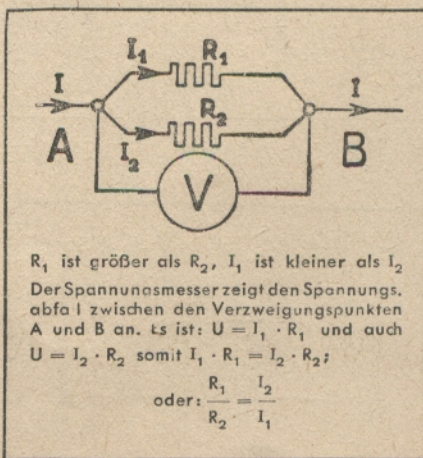 I I₁ R₁ I
A I₂ R₂ B
V
R₁ ist größer als R₂, I₁ ist kleiner als I₂
Der Spannunasmesser zeigt den Spannungs.
abfa l zwischen den Verzweigungspunkten
A und B an. Es ist: U = I₁ · R₁ und auch
U = I₂ · R₂ somit I₁ · R₁ = I₂ · R₂;
oder: R₁/R₂ = I₂/I₁